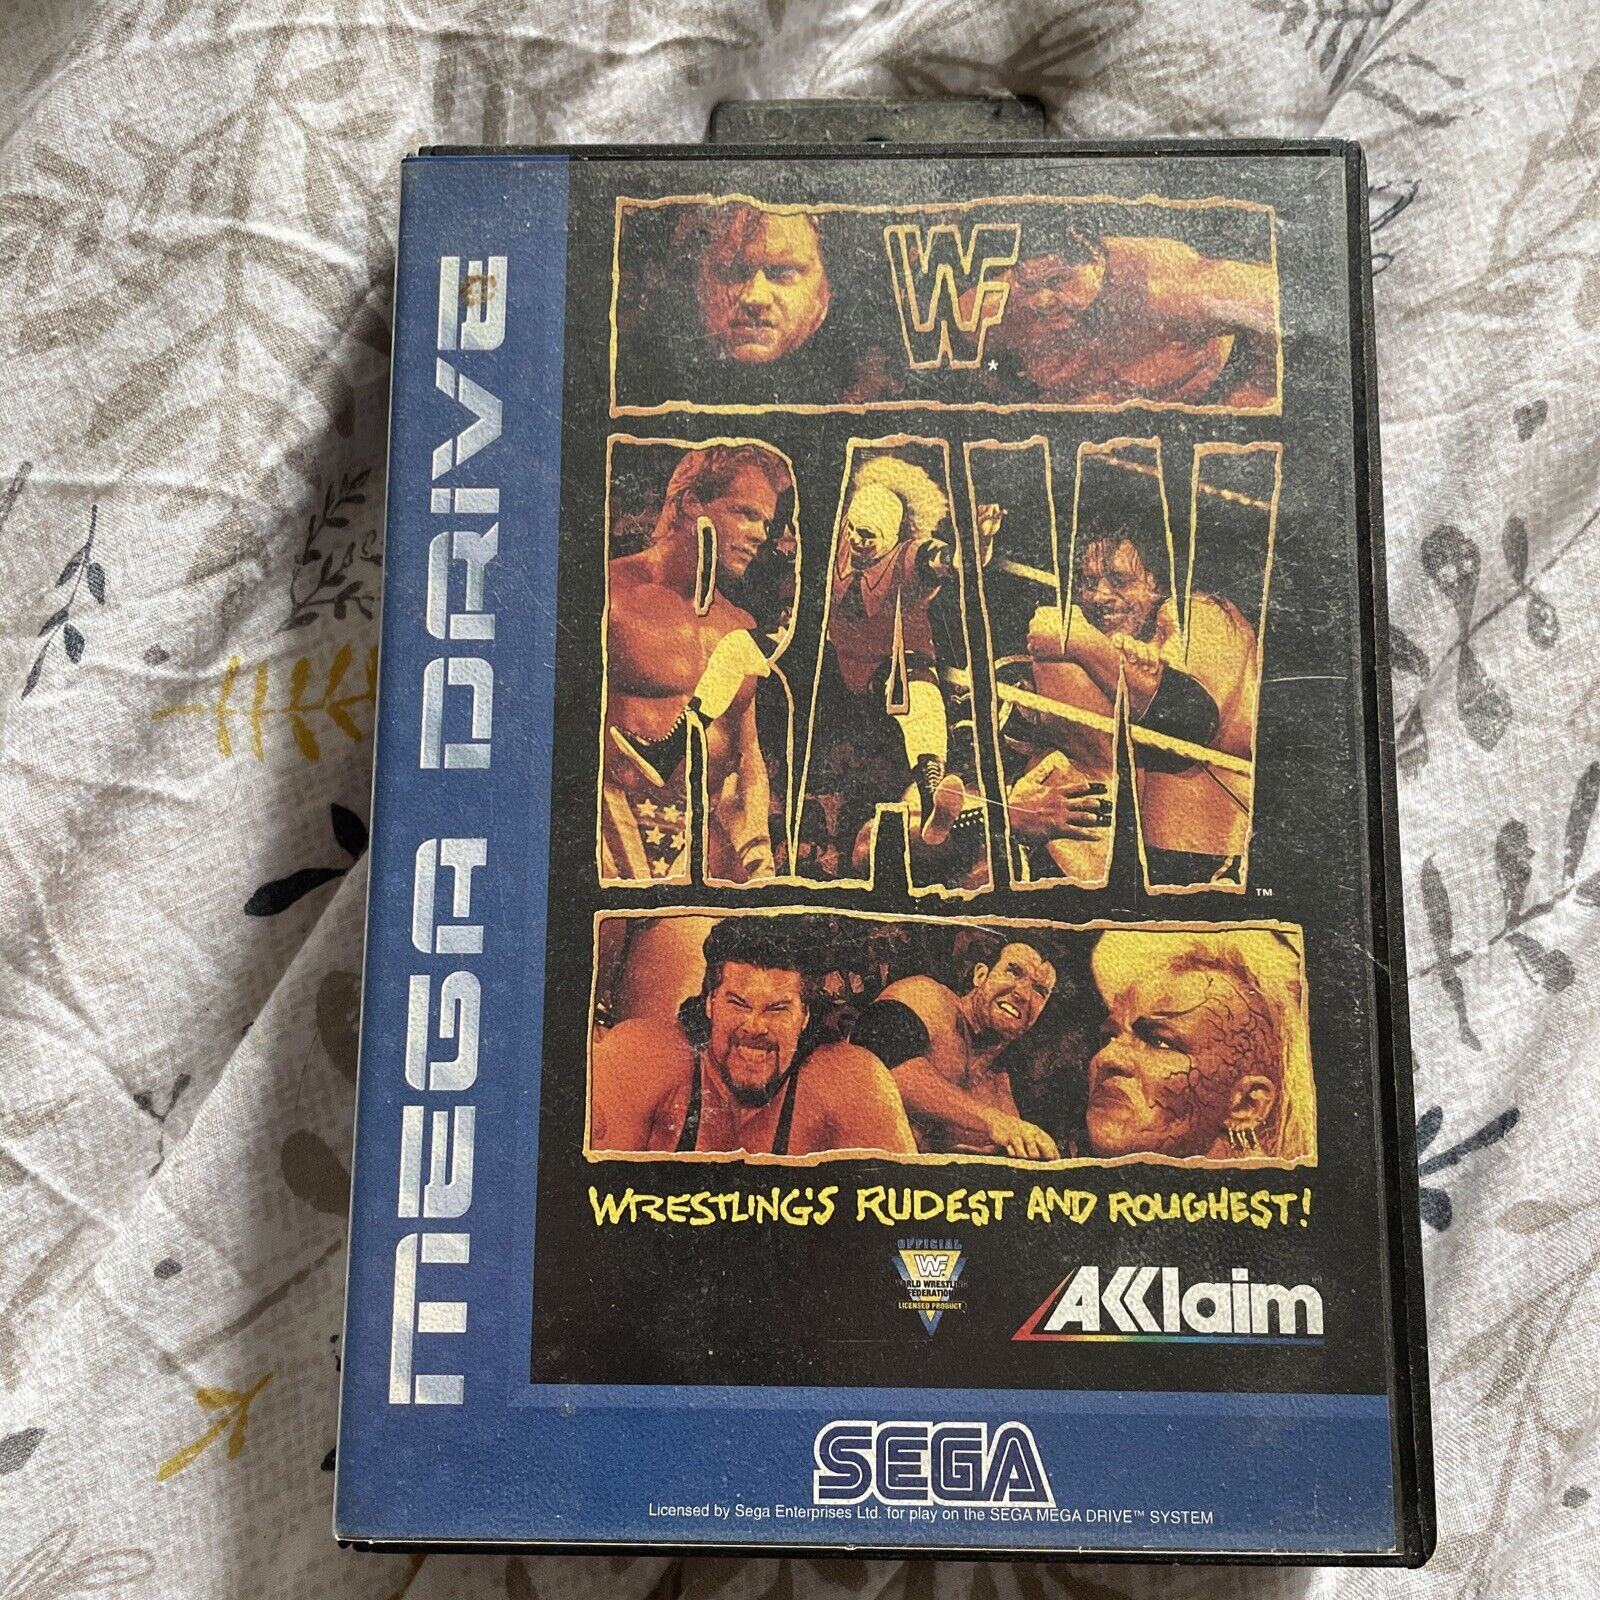 MEGA DRIVE
WF
*
RAW
TM
WRESTLING'S RUDEST AND ROUGHEST!
OFFICIAL
WF
WORLD WRESTLING
FEDERATION
LICENSED PRODUCT
AKKlaim®
SEGA
Licensed by Sega Enterprises Ltd. for play on the SEGA MEGA DRIVE™ SYSTEM